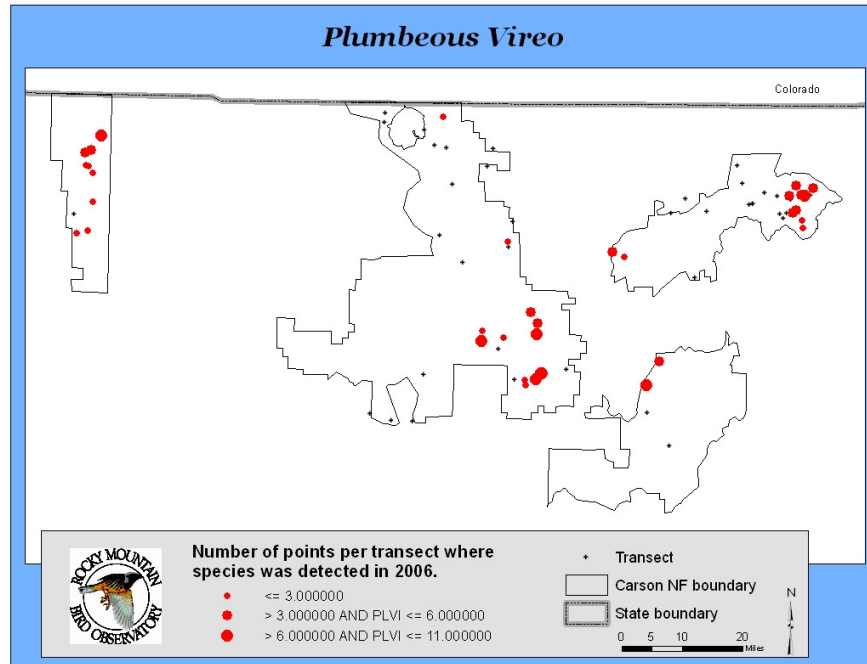 Plumbeous Vireo
Colorado
ROCKY MOUNTAIN
BIRD OBSERVATORY
Number of points per transect where
species was detected in 2006.
<= 3.000000
> 3.000000 AND PLVI <= 6.000000
> 6.000000 AND PLVI <= 11.000000
Transect
Carson NF boundary
State boundary
N
0 5 10 20
Miles